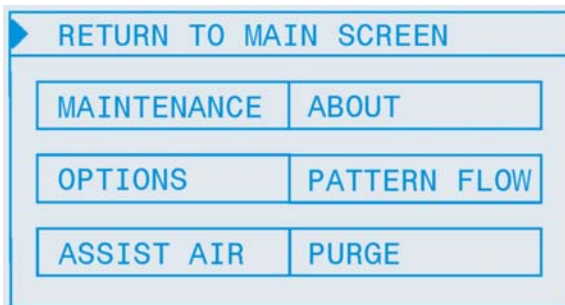 RETURN TO MAIN SCREEN
MAINTENANCE ABOUT
OPTIONS PATTERN FLOW
ASSIST AIR PURGE